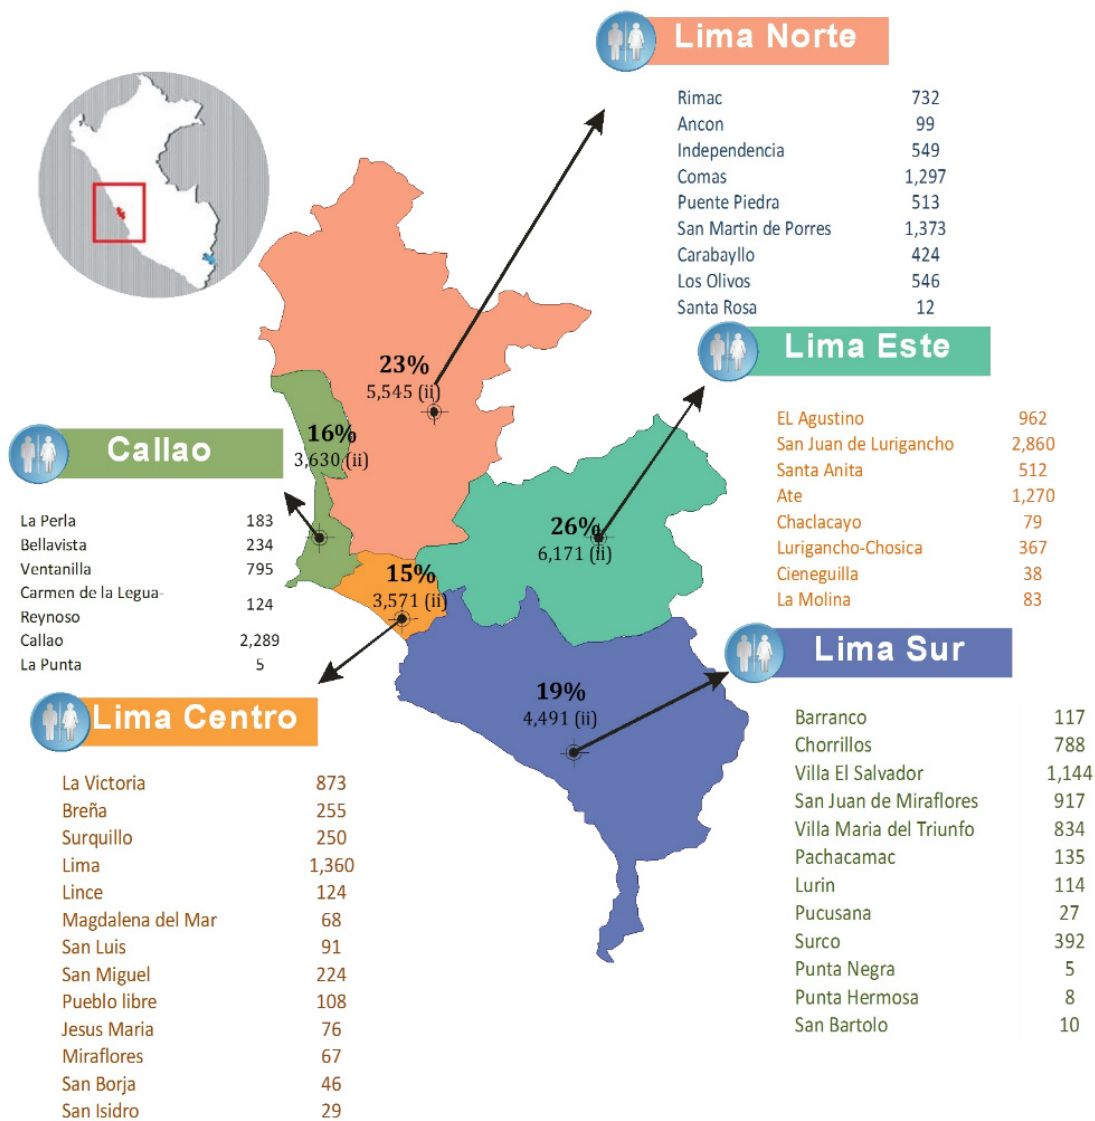 Lima Norte
Rimac 732
Ancon 99
Independencia 549
Comas 1,297
Puente Piedra 513
San Martin de Porres 1,373
Carabayllo 424
Los Olivos 546
Santa Rosa 12
23%
5,545 (ii)
Lima Este
EL Agustino 962
San Juan de Lurigancho 2,860
Santa Anita 512
Ate 1,270
Chaclacayo 79
Lurigancho-Chosica 367
Cieneguilla 38
La Molina 83
26%
6,171 (ii)
Callao
La Perla 183
Bellavista 234
Ventanilla 795
Carmen de la Legua-
Reynoso 124
Callao 2,289
La Punta 5
16%
3,630 (ii)
15%
3,571 (ii)
Lima Centro
La Victoria 873
Breña 255
Surquillo 250
Lima 1,360
Lince 124
Magdalena del Mar 68
San Luis 91
San Miguel 224
Pueblo libre 108
Jesus Maria 76
Miraflores 67
San Borja 46
San Isidro 29
Lima Sur
19%
4,491 (ii)
Barranco 117
Chorrillos 788
Villa El Salvador 1,144
San Juan de Miraflores 917
Villa Maria del Triunfo 834
Pachacamac 135
Lurin 114
Pucusana 27
Surco 392
Punta Negra 5
Punta Hermosa 8
San Bartolo 10